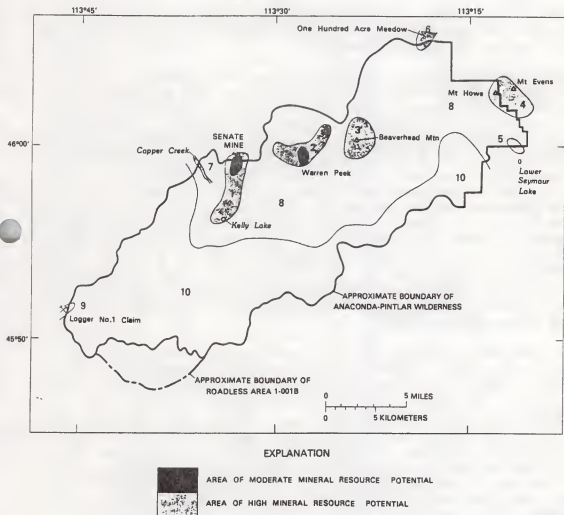 113°45' 113°30' 113°15'
One Hundred Acre Meedow
6
Mt Evens
Mt Howe
4
8
3
46°00'
SENATE
MINE
Copper Creek
Beaverhead Mtn
5
2
7
Warren Peek
Lower
Seymour
Lake
10
8
Kelly Lake
10
9
Logger No.1 Claim
APPROXIMATE BOUNDARY OF
ANACONDA-PINTLAR WILDERNESS
45°50'
APPROXIMATE BOUNDARY OF
ROADLESS AREA 1-001B
0 5 MILES
0 5 KILOMETERS
EXPLANATION
AREA OF MODERATE MINERAL RESOURCE POTENTIAL
AREA OF HIGH MINERAL RESOURCE POTENTIAL